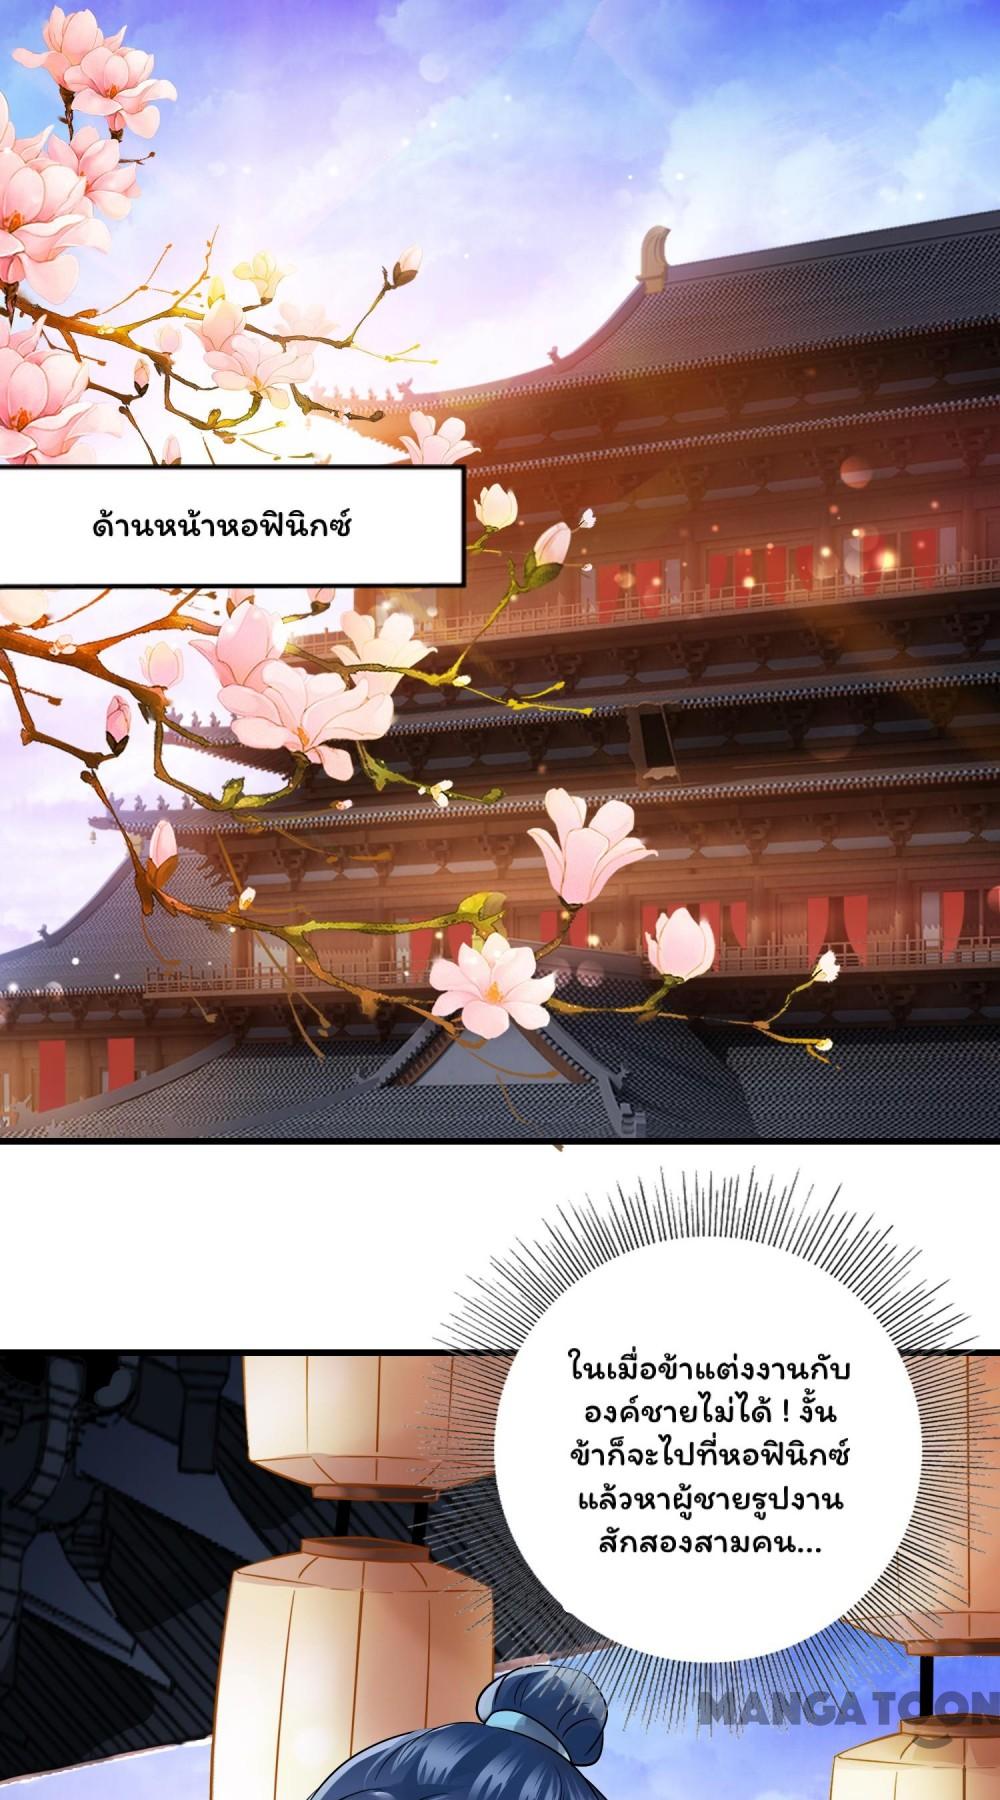 ด้านหน้าหอฟินิกซ์
ในเมื่อข้าแต่งงานกับ
องค์ชายไม่ได้ ! งั้น
ข้าก็จะไปที่หอฟินิกซ์
แล้วหาผู้ชายรูปงาน
สักสองสามคน...
MANGATOON